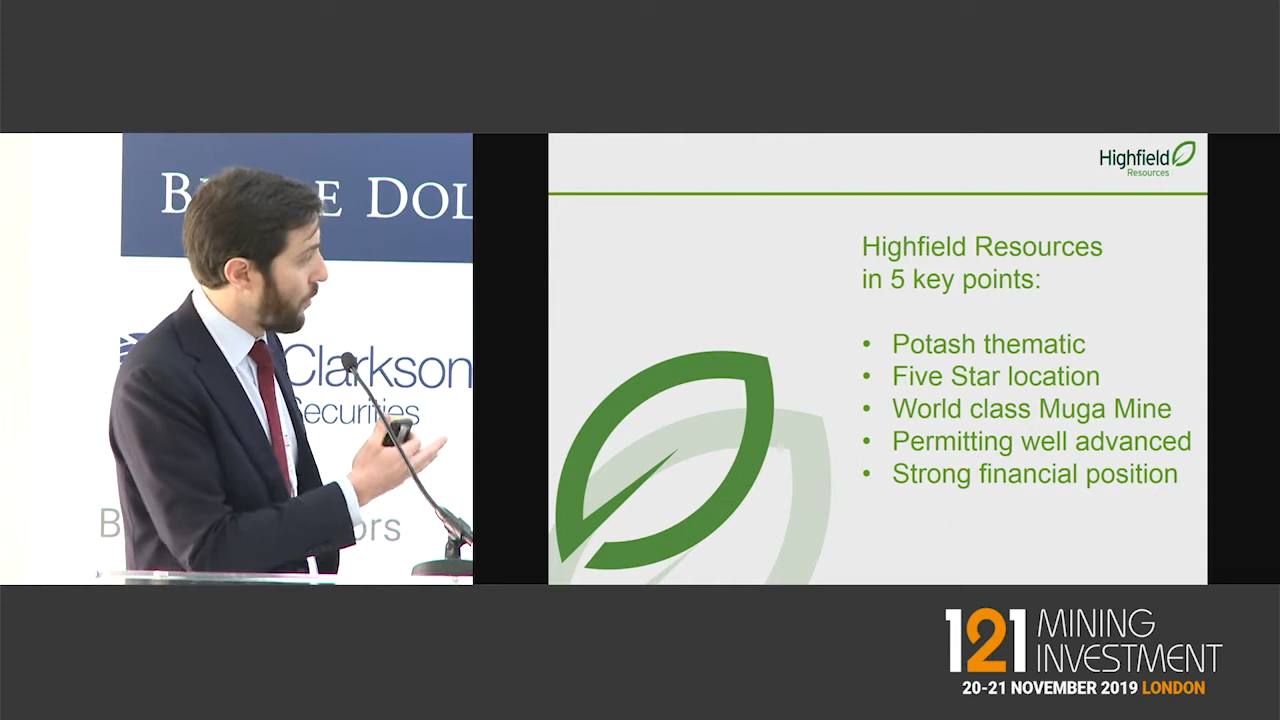 DOL
Clarkson
Securities
Highfield
Resources
Highfield Resources
in 5 key points:
• Potash thematic
• Five Star location
• World class Muga Mine
• Permitting well advanced
• Strong financial position
121 MINING
INVESTMENT
20-21 NOVEMBER 2019 LONDON